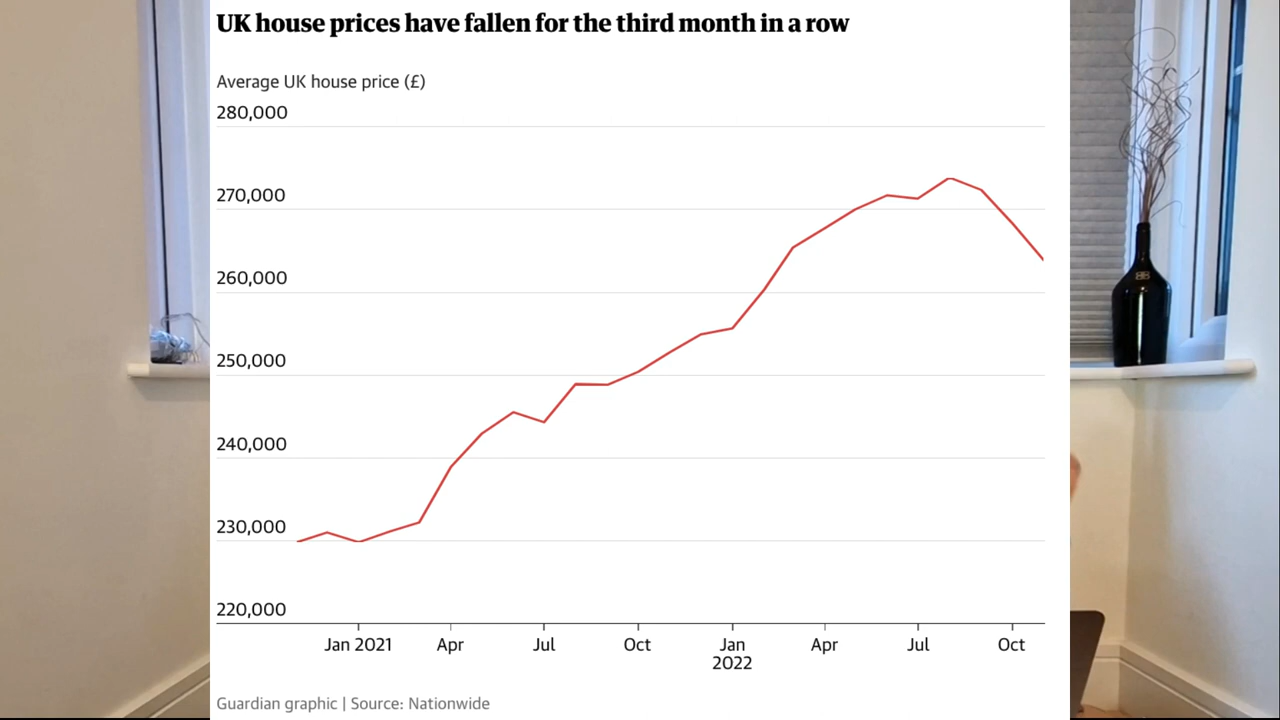 UK house prices have fallen for the third month in a row
Average UK house price (£)
280,000
270,000
260,000
250,000
240,000
230,000
220,000
Jan 2021 Apr Jul Oct Jan 2022 Apr Jul Oct
Guardian graphic | Source: Nationwide